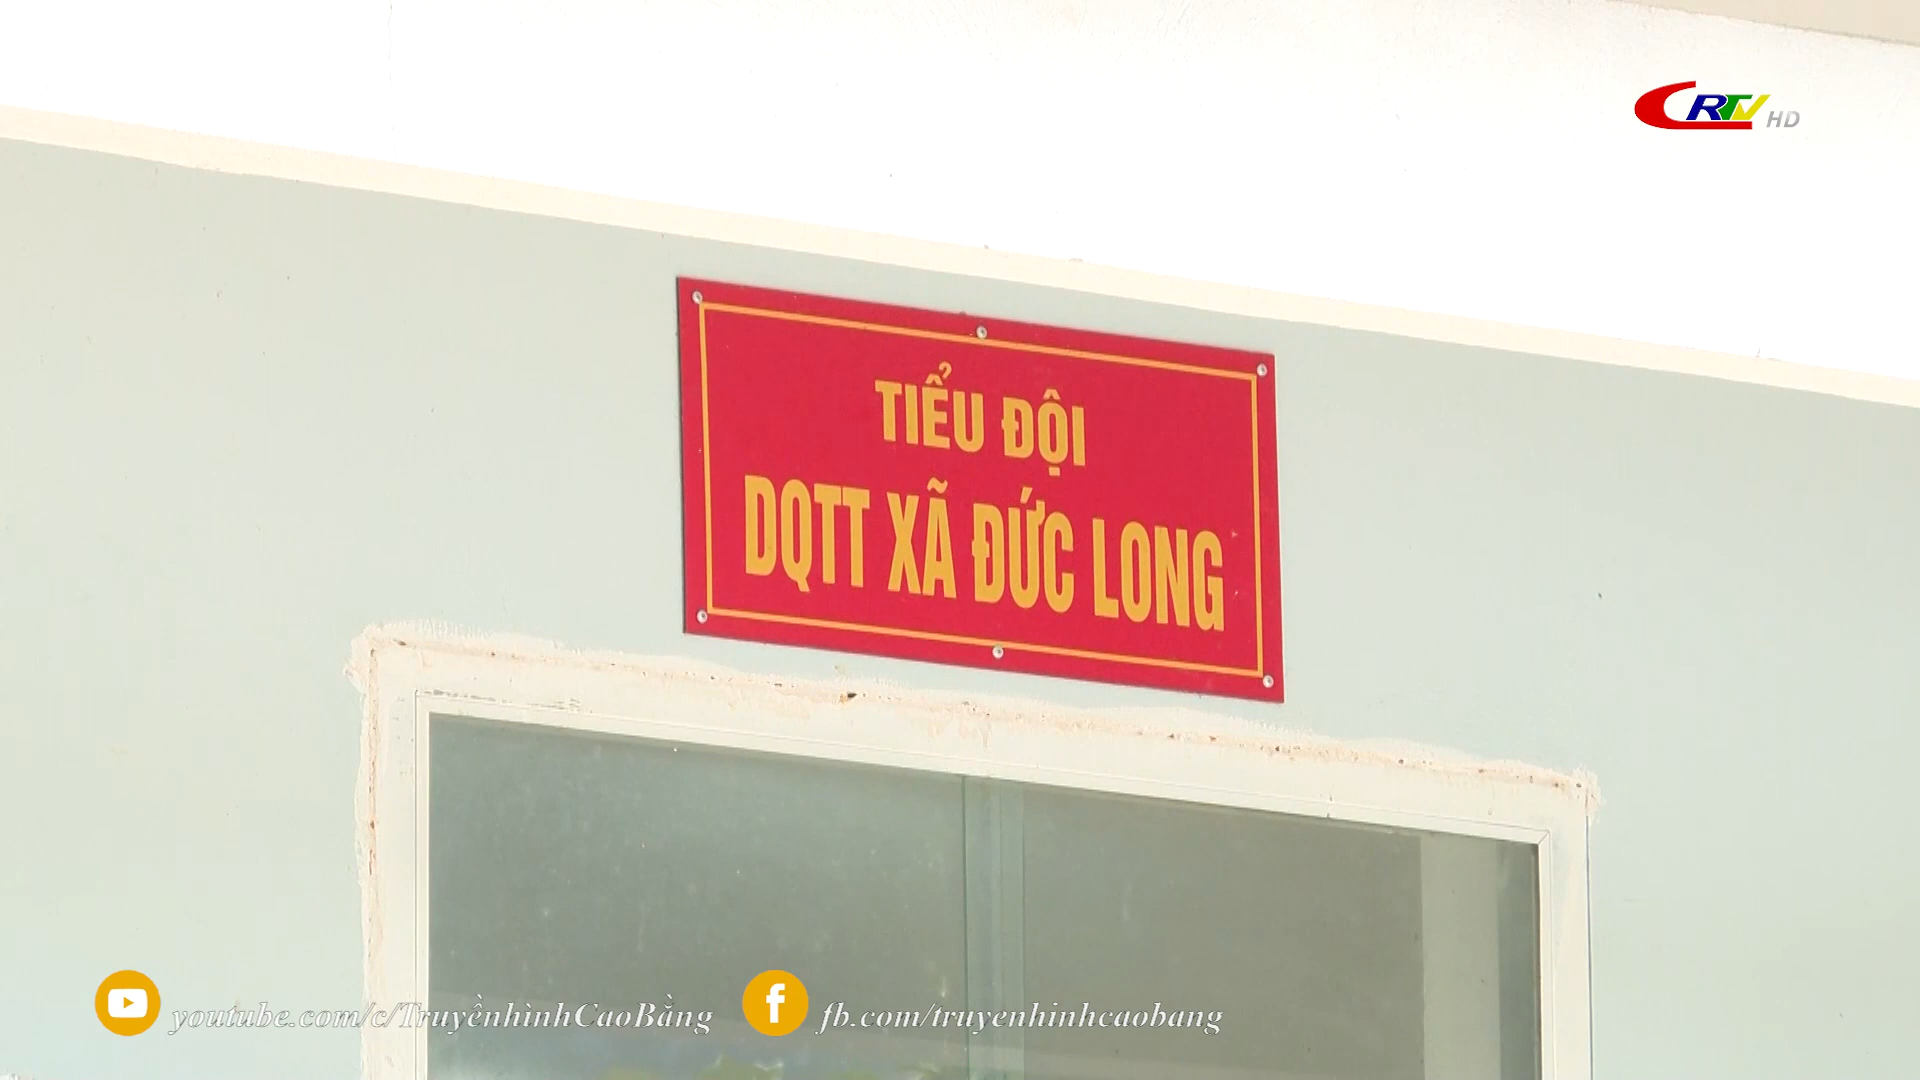 CRTV HD
TIỂU ĐỘI
DQTT XÃ ĐỨC LONG
youtube.com/c/TruyềnhìnhCaoBằng
fb.com/truyenhinhcaobang